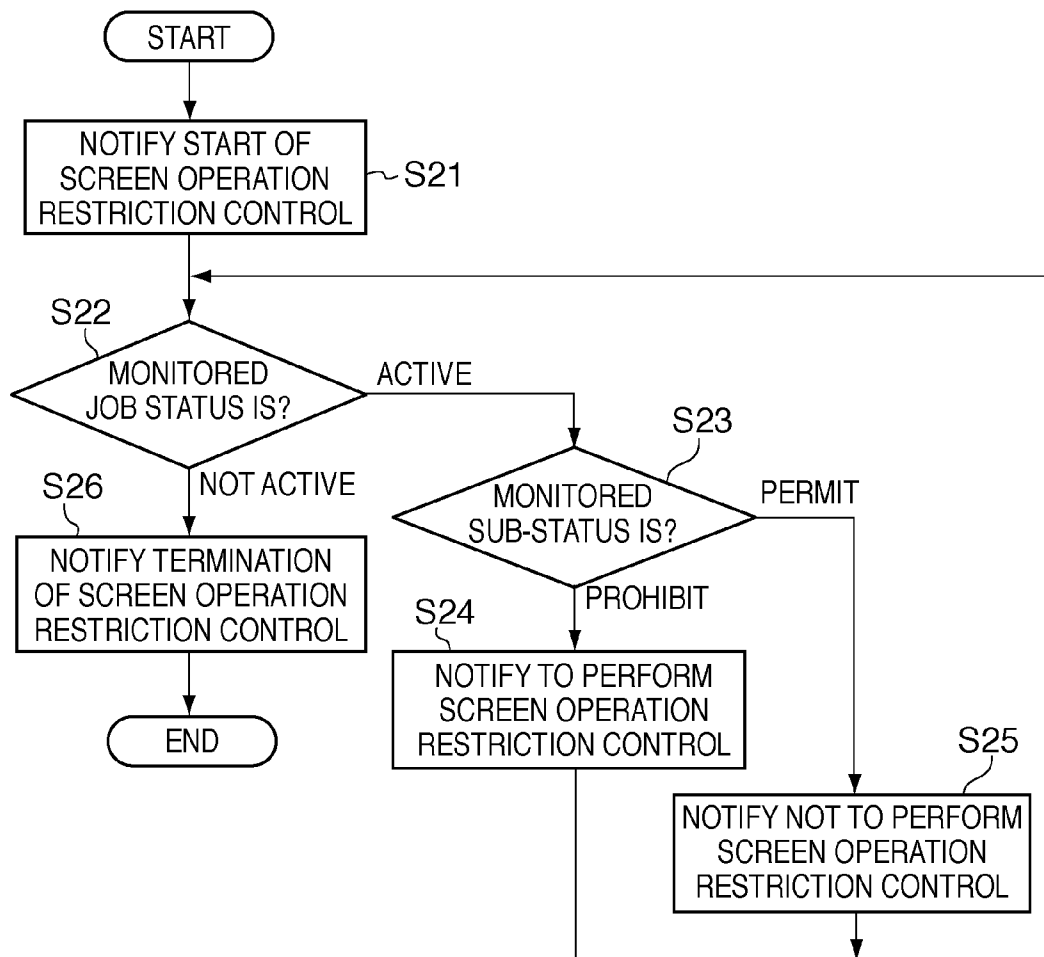 START
NOTIFY START OF
SCREEN OPERATION
RESTRICTION CONTROL
S21
S22
MONITORED
JOB STATUS IS?
ACTIVE
S23
MONITORED
SUB-STATUS IS?
PERMIT
NOT ACTIVE
S26
NOTIFY TERMINATION
OF SCREEN OPERATION
RESTRICTION CONTROL
PROHIBIT
S24
NOTIFY TO PERFORM
SCREEN OPERATION
RESTRICTION CONTROL
END
S25
NOTIFY NOT TO PERFORM
SCREEN OPERATION
RESTRICTION CONTROL